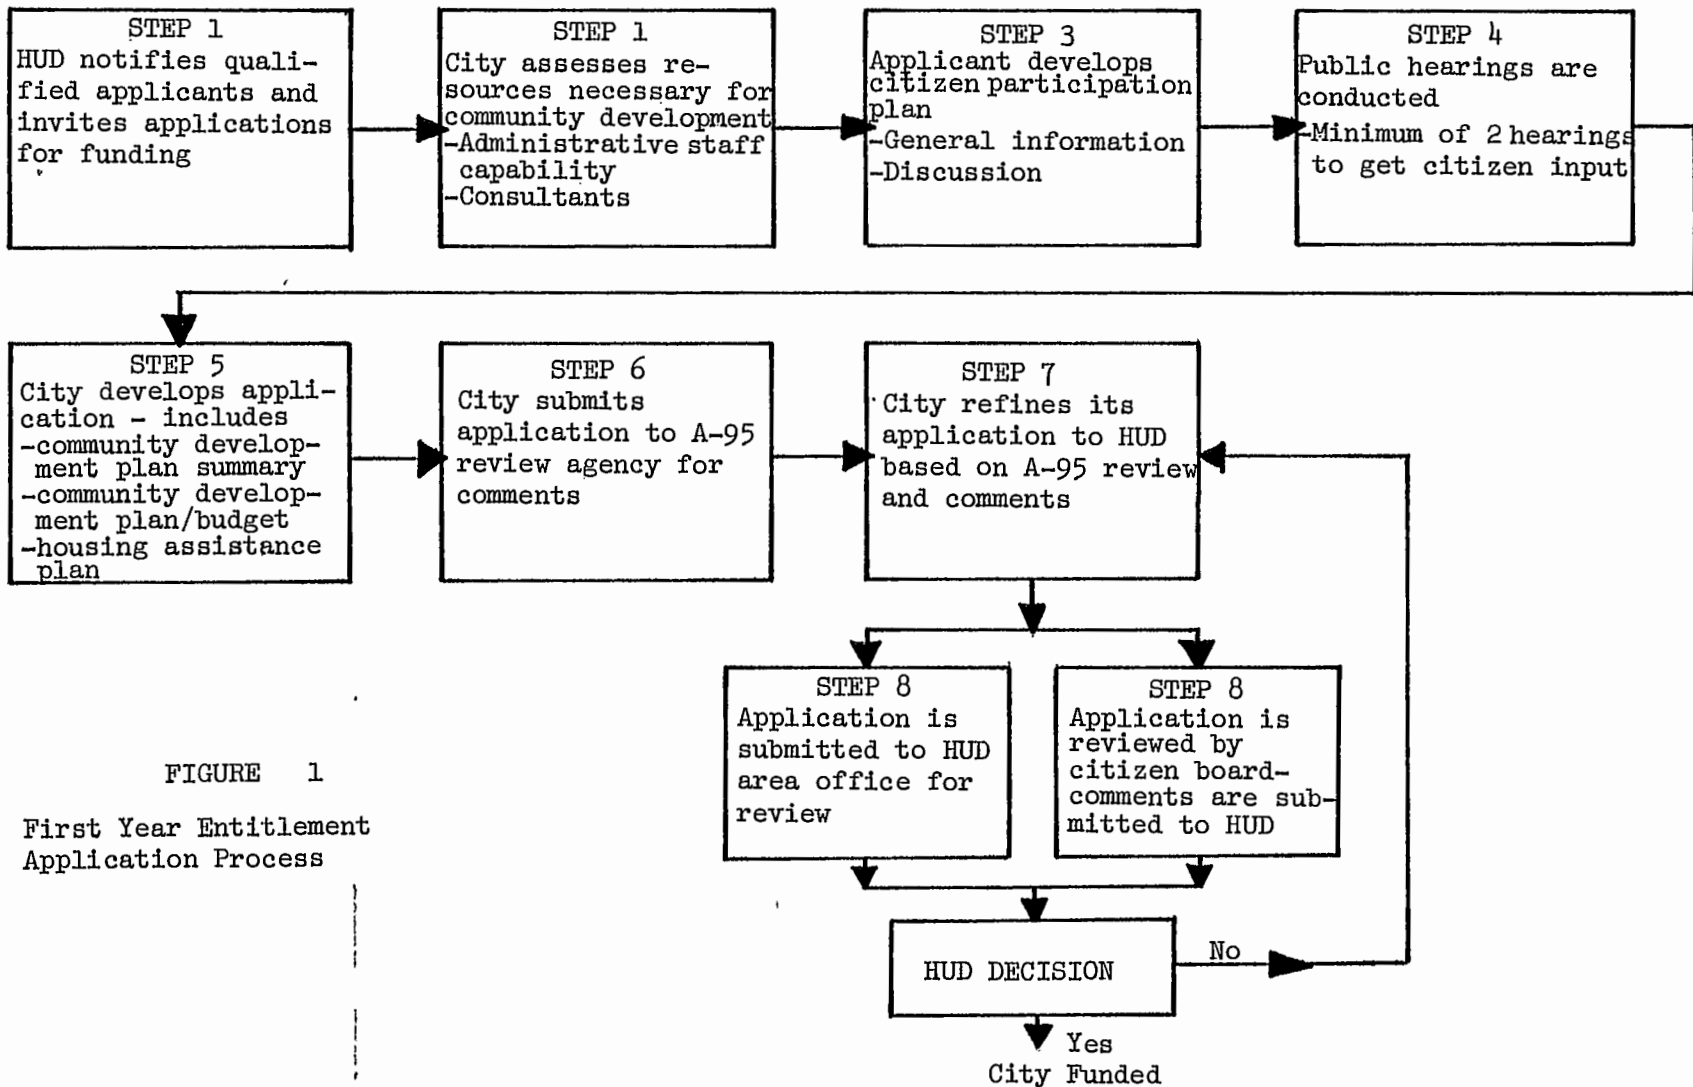 STEP 1
HUD notifies quali-
fied applicants and
invites applications
for funding
STEP 1
City assesses re-
sources necessary for
community development
-Administrative staff
capability
-Consultants
STEP 3
Applicant develops
citizen participation
plan
-General information
-Discussion
STEP 4
Public hearings are
conducted
-Minimum of 2 hearings
to get citizen input
STEP 5
City develops appli-
cation - includes
-community develop-
ment plan summary
-community develop-
ment plan/budget
-housing assistance
plan
STEP 6
City submits
application to A-95
review agency for
comments
STEP 7
City refines its
application to HUD
based on A-95 review
and comments
STEP 8
Application is
submitted to HUD
area office for
review
STEP 8
Application is
reviewed by
citizen board-
comments are sub-
mitted to HUD
FIGURE 1
First Year Entitlement
Application Process
HUD DECISION
No
Yes
City Funded